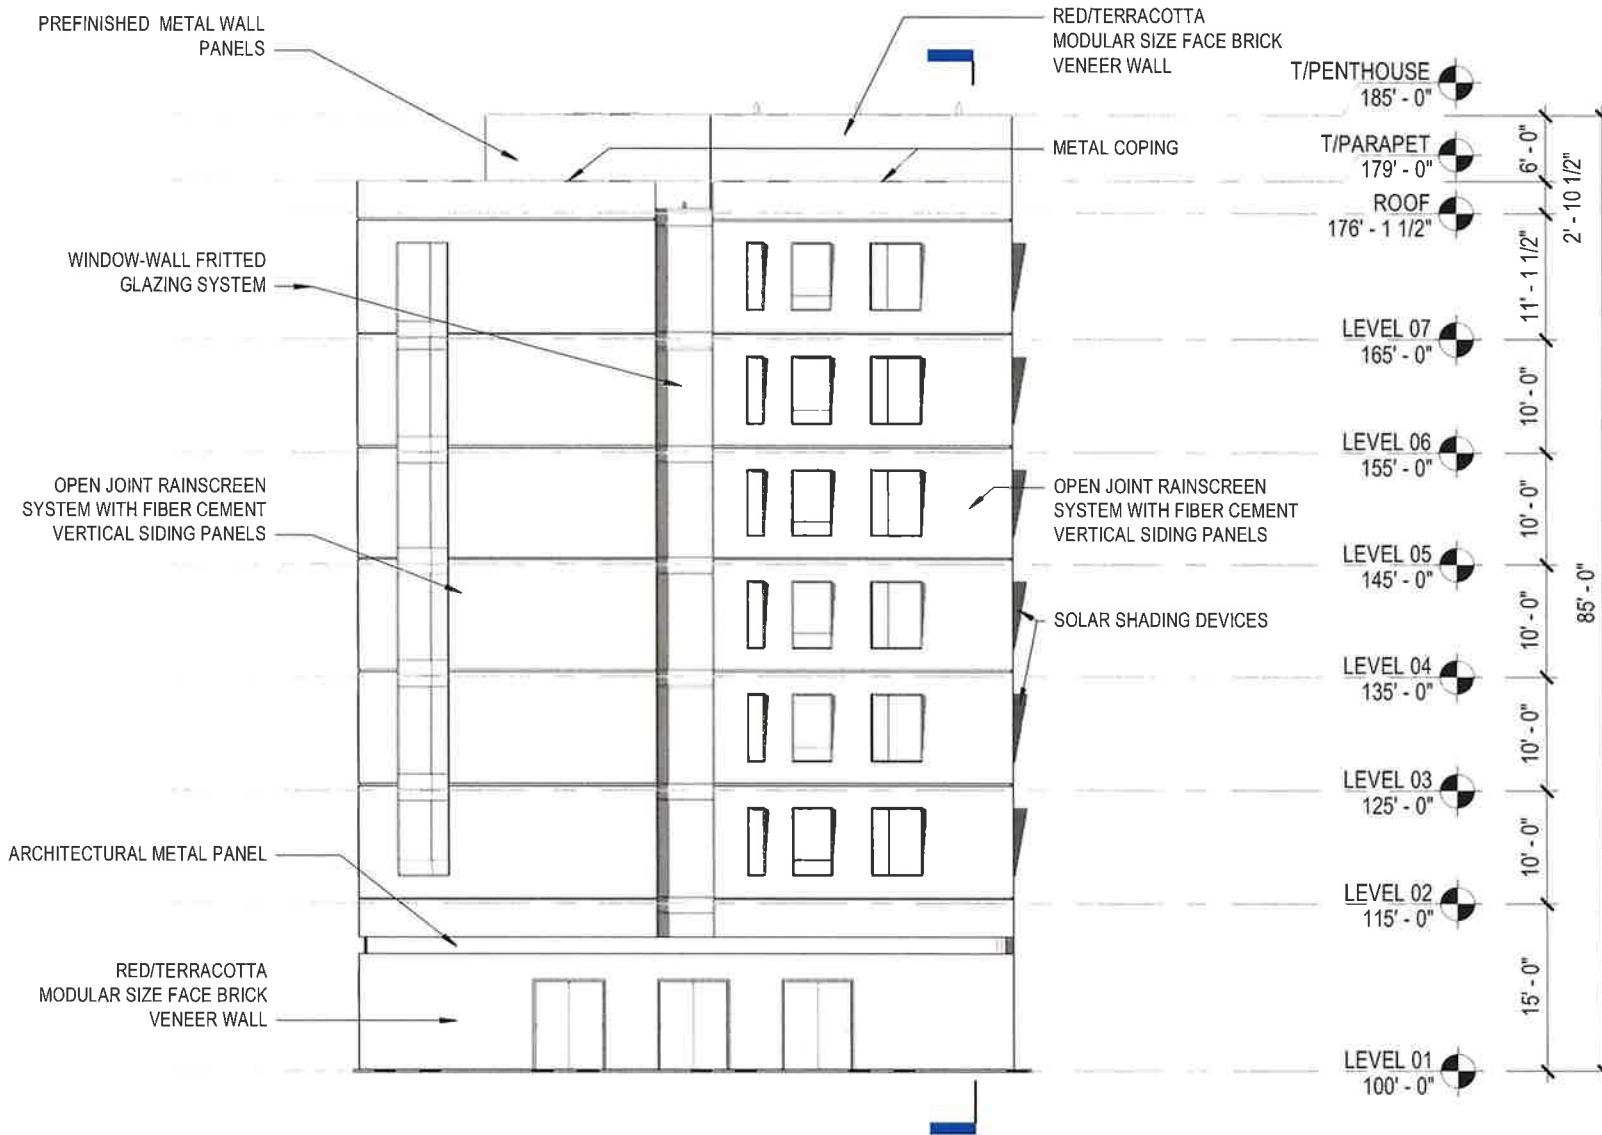 PREFINISHED METAL WALL
PANELS
RED/TERRACOTTA
MODULAR SIZE FACE BRICK
VENEER WALL
METAL COPING
WINDOW-WALL FRITTED
GLAZING SYSTEM
OPEN JOINT RAINSCREEN
SYSTEM WITH FIBER CEMENT
VERTICAL SIDING PANELS
OPEN JOINT RAINSCREEN
SYSTEM WITH FIBER CEMENT
VERTICAL SIDING PANELS
SOLAR SHADING DEVICES
ARCHITECTURAL METAL PANEL
RED/TERRACOTTA
MODULAR SIZE FACE BRICK
VENEER WALL
T/PENTHOUSE
185' - 0"
T/PARAPET
179' - 0"
ROOF
176' - 1 1/2"
LEVEL 07
165' - 0"
LEVEL 06
155' - 0"
LEVEL 05
145' - 0"
LEVEL 04
135' - 0"
LEVEL 03
125' - 0"
LEVEL 02
115' - 0"
LEVEL 01
100' - 0"
6' - 0"
2' - 10 1/2"
11' - 1 1/2"
10' - 0"
10' - 0"
10' - 0"
10' - 0"
10' - 0"
15' - 0"
85' - 0"